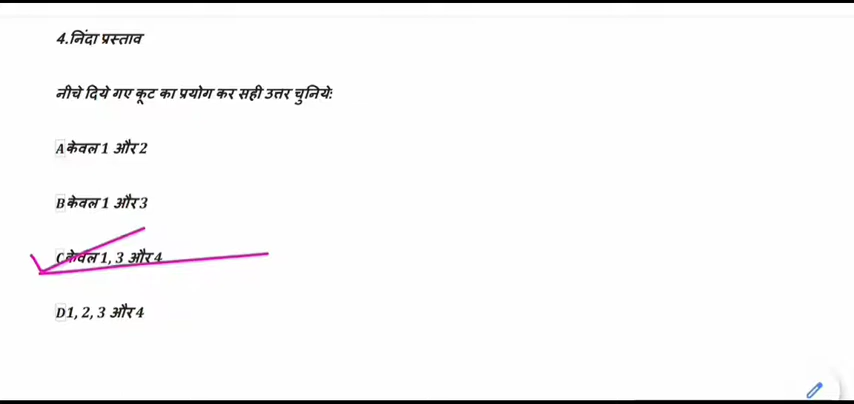 4.निंदा प्रस्ताव
नीचे दिये गए कूट का प्रयोग कर सही उत्तर चुनिये:
A केवल 1 और 2
B केवल 1 और 3
C केवल 1, 3 और 4
D 1, 2, 3 और 4